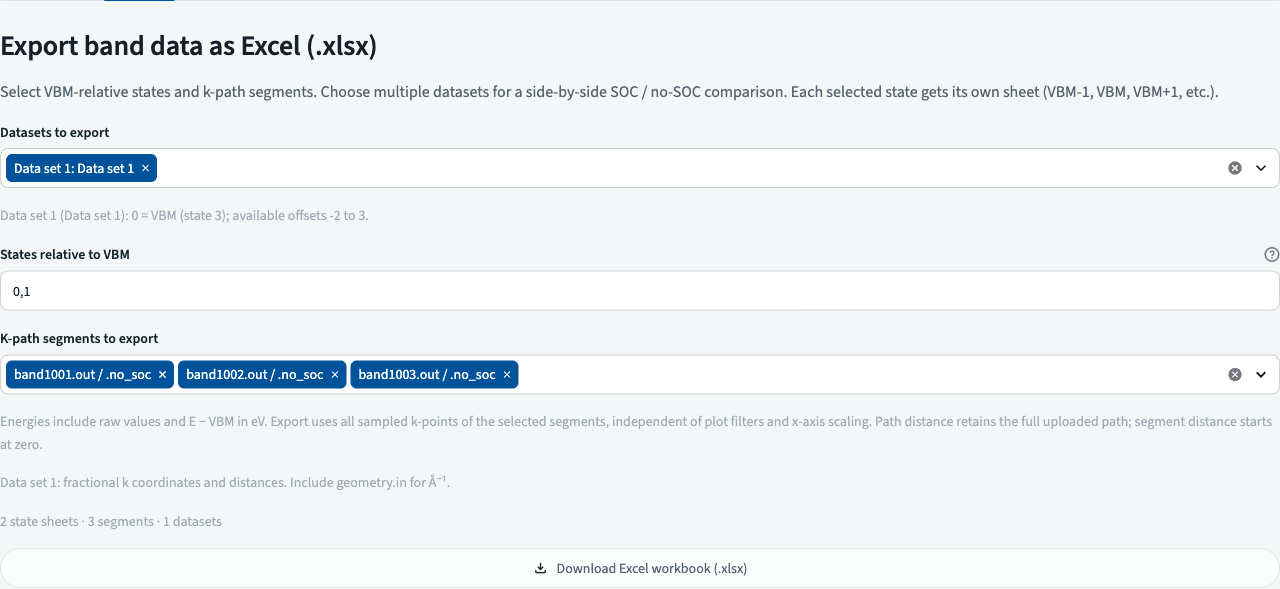 Export band data as Excel (.xlsx)
Select VBM-relative states and k-path segments. Choose multiple datasets for a side-by-side SOC / no-SOC comparison. Each selected state gets its own sheet (VBM-1, VBM, VBM+1, etc.).
Datasets to export
Data set 1: Data set 1 ×
Data set 1 (Data set 1): 0 = VBM (state 3); available offsets -2 to 3.
States relative to VBM
0,1
K-path segments to export
band1001.out / .no_soc × band1002.out / .no_soc × band1003.out / .no_soc ×
Energies include raw values and E − VBM in eV. Export uses all sampled k-points of the selected segments, independent of plot filters and x-axis scaling. Path distance retains the full uploaded path; segment distance starts
at zero.
Data set 1: fractional k coordinates and distances. Include geometry.in for Å⁻¹.
2 state sheets · 3 segments · 1 datasets
Download Excel workbook (.xlsx)